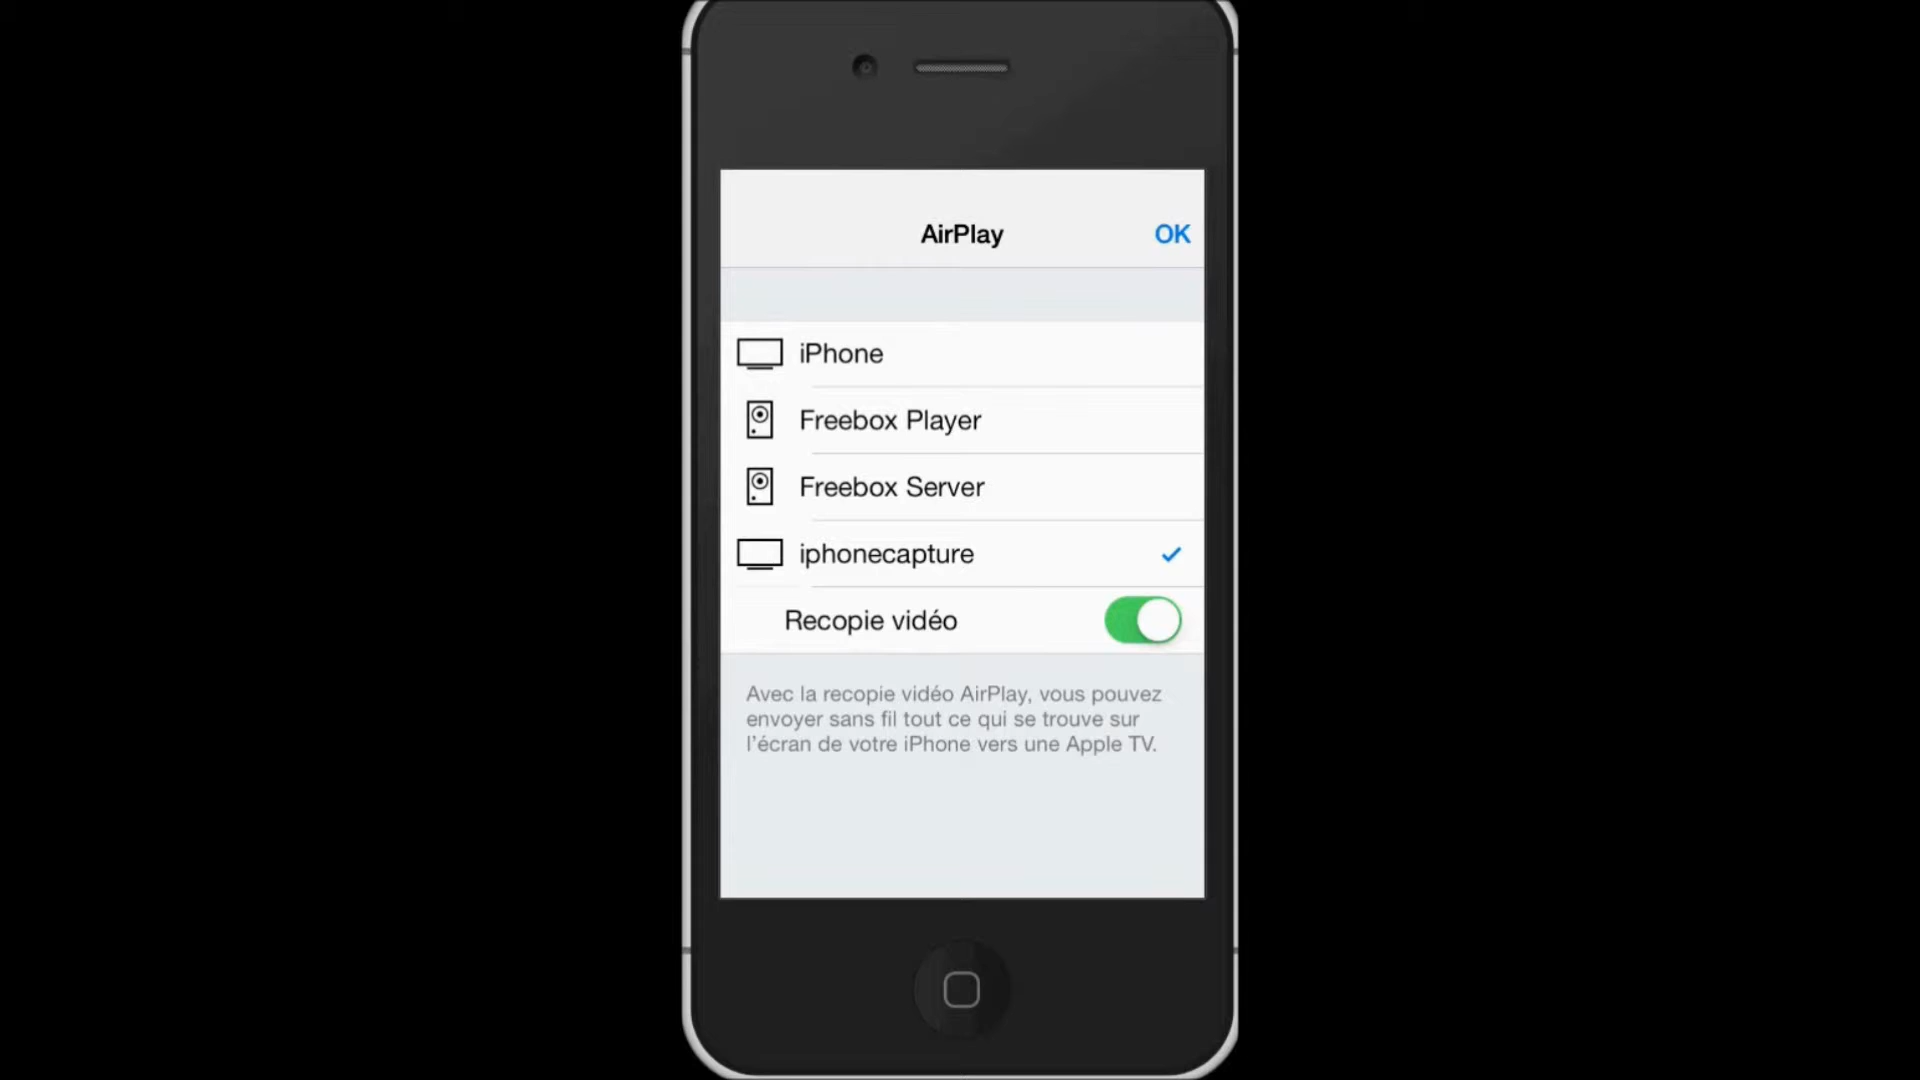 AirPlay
OK
iPhone
Freebox Player
Freebox Server
iphonecapture
Recopie vidéo
Avec la recopie vidéo AirPlay, vous pouvez
envoyer sans fil tout ce qui se trouve sur
l'écran de votre iPhone vers une Apple TV.